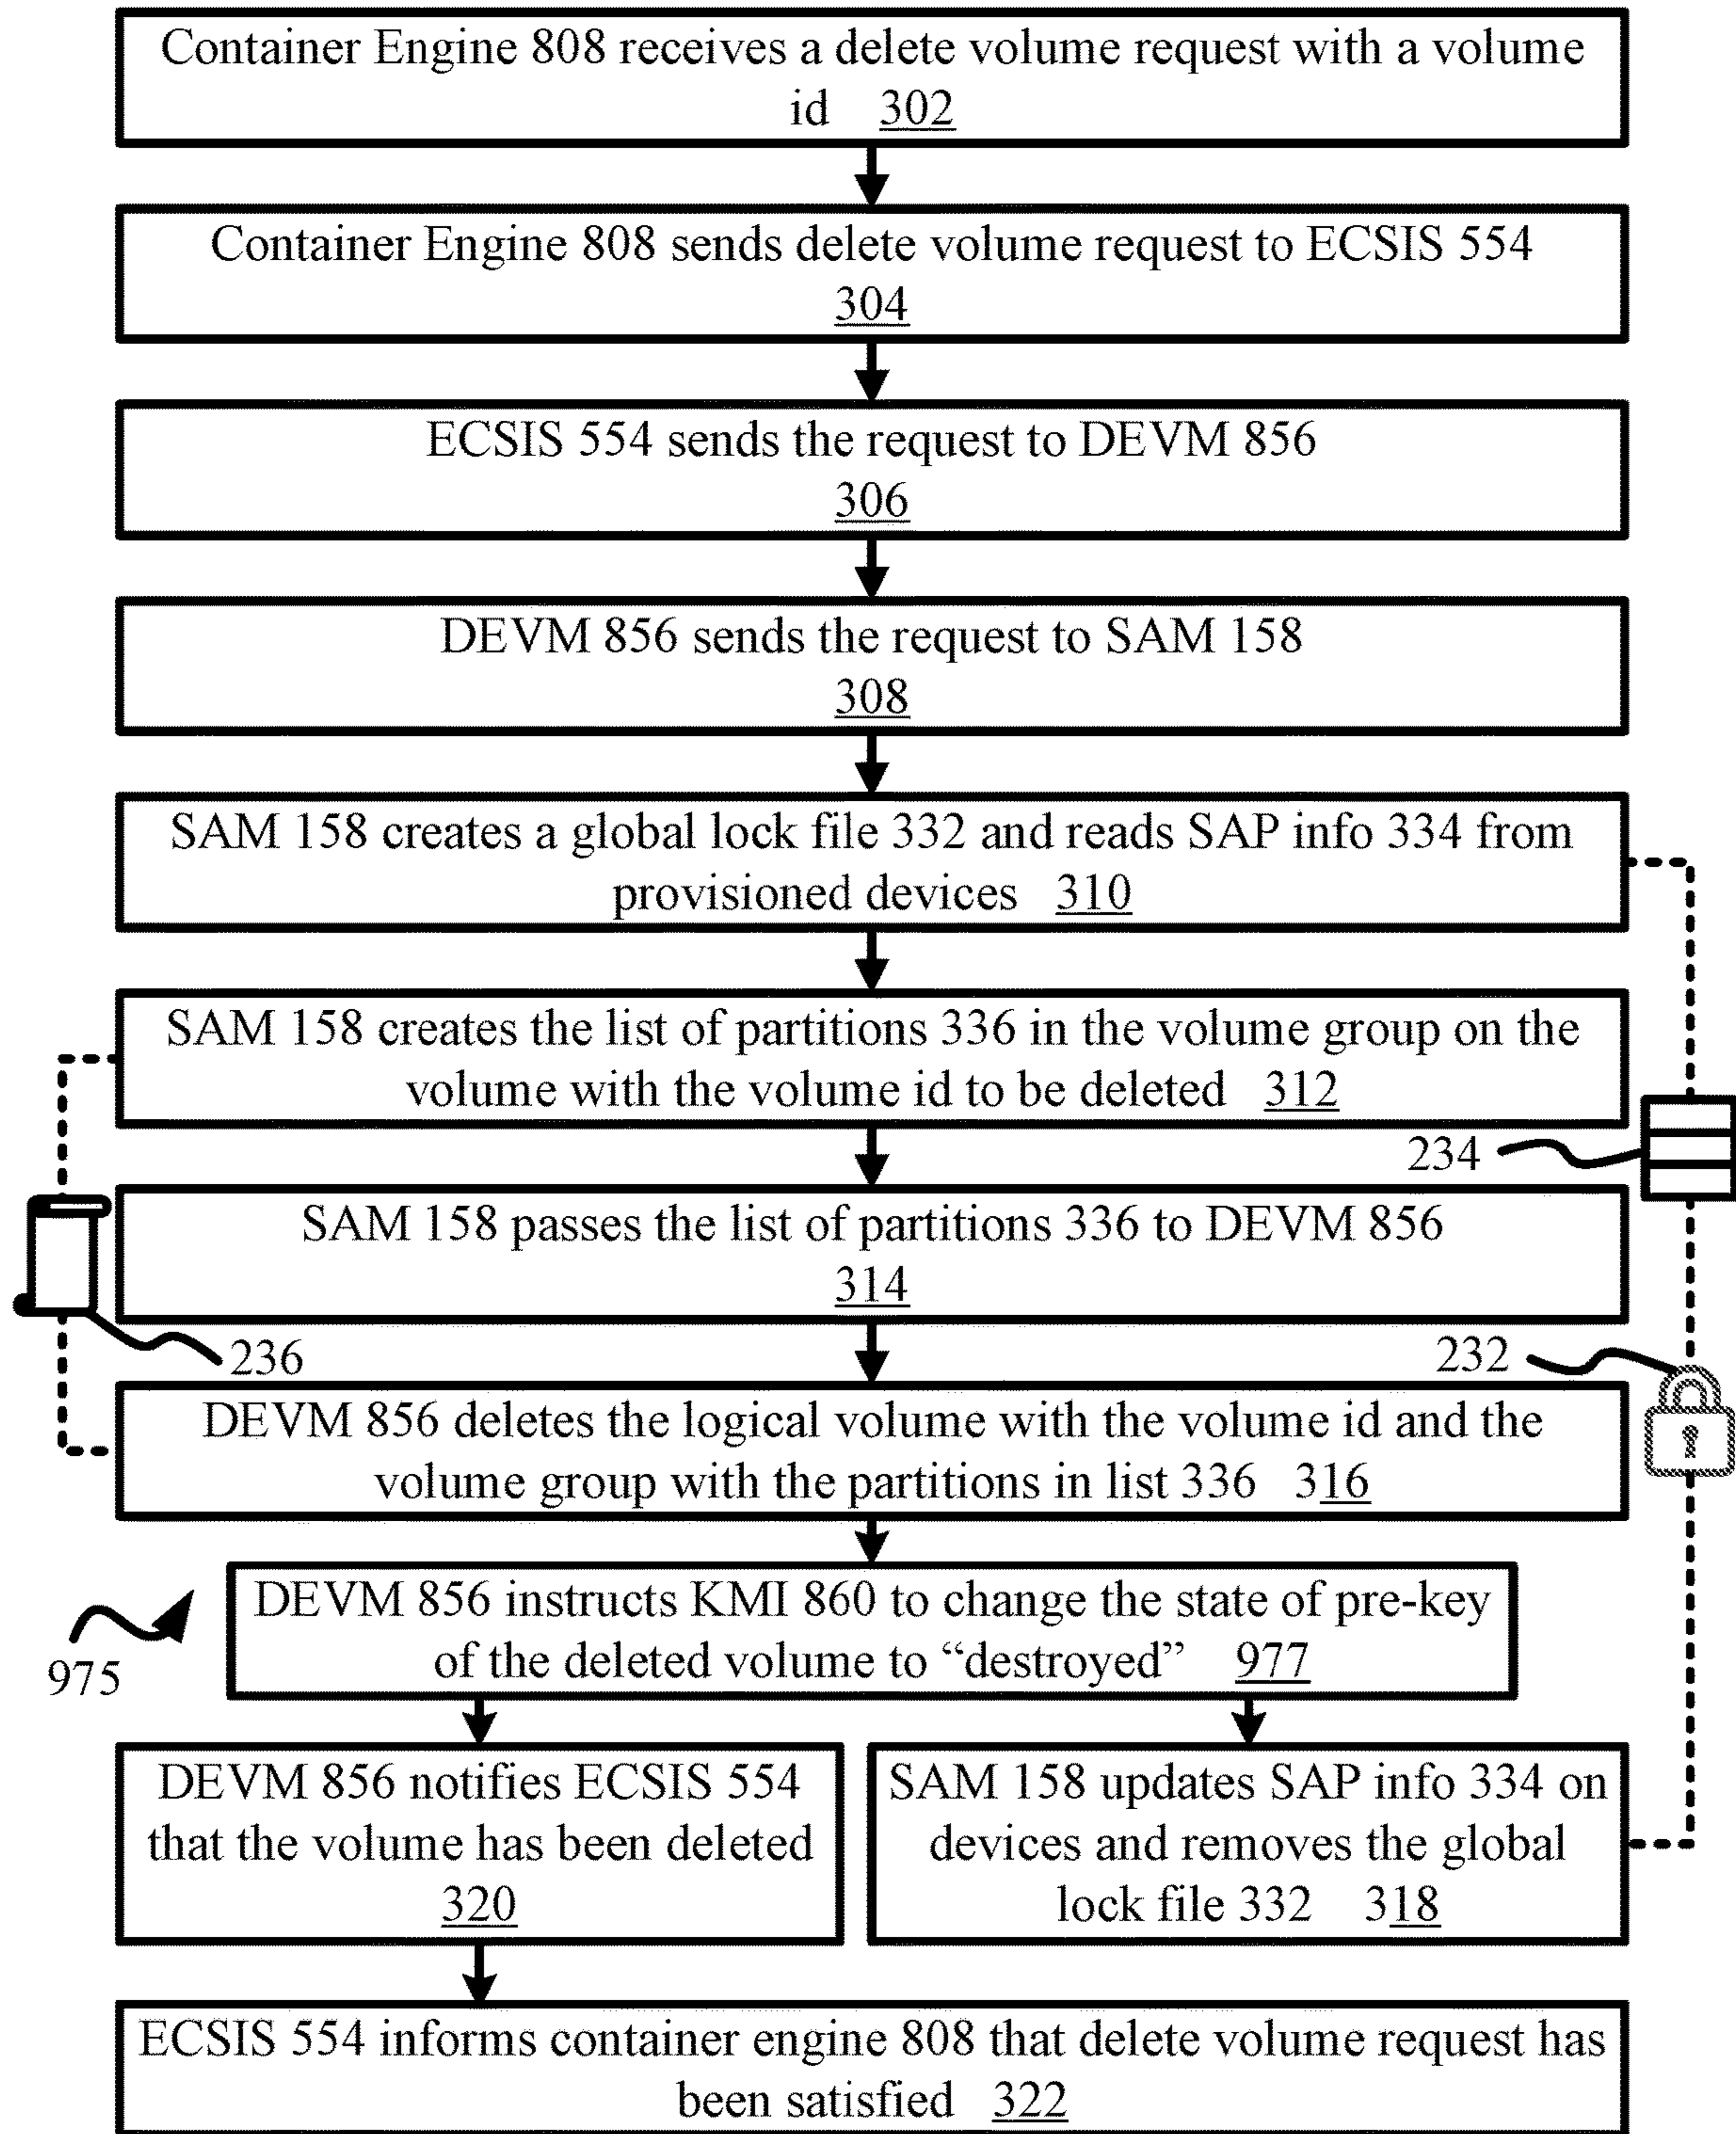 Container Engine 808 receives a delete volume request with a volume
id 302
Container Engine 808 sends delete volume request to ECSIS 554
304
ECSIS 554 sends the request to DEVM 856
306
DEVM 856 sends the request to SAM 158
308
SAM 158 creates a global lock file 332 and reads SAP info 334 from
provisioned devices 310
SAM 158 creates the list of partitions 336 in the volume group on the
volume with the volume id to be deleted 312
234
SAM 158 passes the list of partitions 336 to DEVM 856
314
236
232
DEVM 856 deletes the logical volume with the volume id and the
volume group with the partitions in list 336 316
DEVM 856 instructs KMI 860 to change the state of pre-key
of the deleted volume to “destroyed” 977
975
DEVM 856 notifies ECSIS 554
that the volume has been deleted
320
SAM 158 updates SAP info 334 on
devices and removes the global
lock file 332 318
ECSIS 554 informs container engine 808 that delete volume request has
been satisfied 322